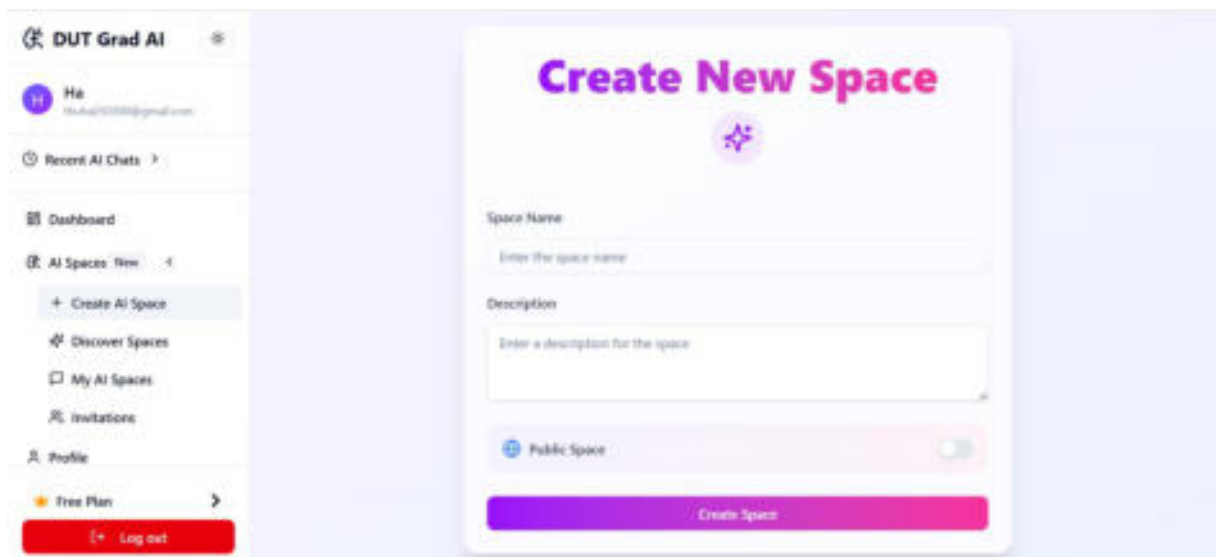 DUT Grad AI
H
Ha
Recent AI Chats
Dashboard
AI Spaces New
Create AI Space
Discover Spaces
My AI Spaces
Invitations
Profile
Free Plan
Log out
Create New Space
Space Name
Enter the space name
Description
Enter a description for the space
Public Space
Create Space